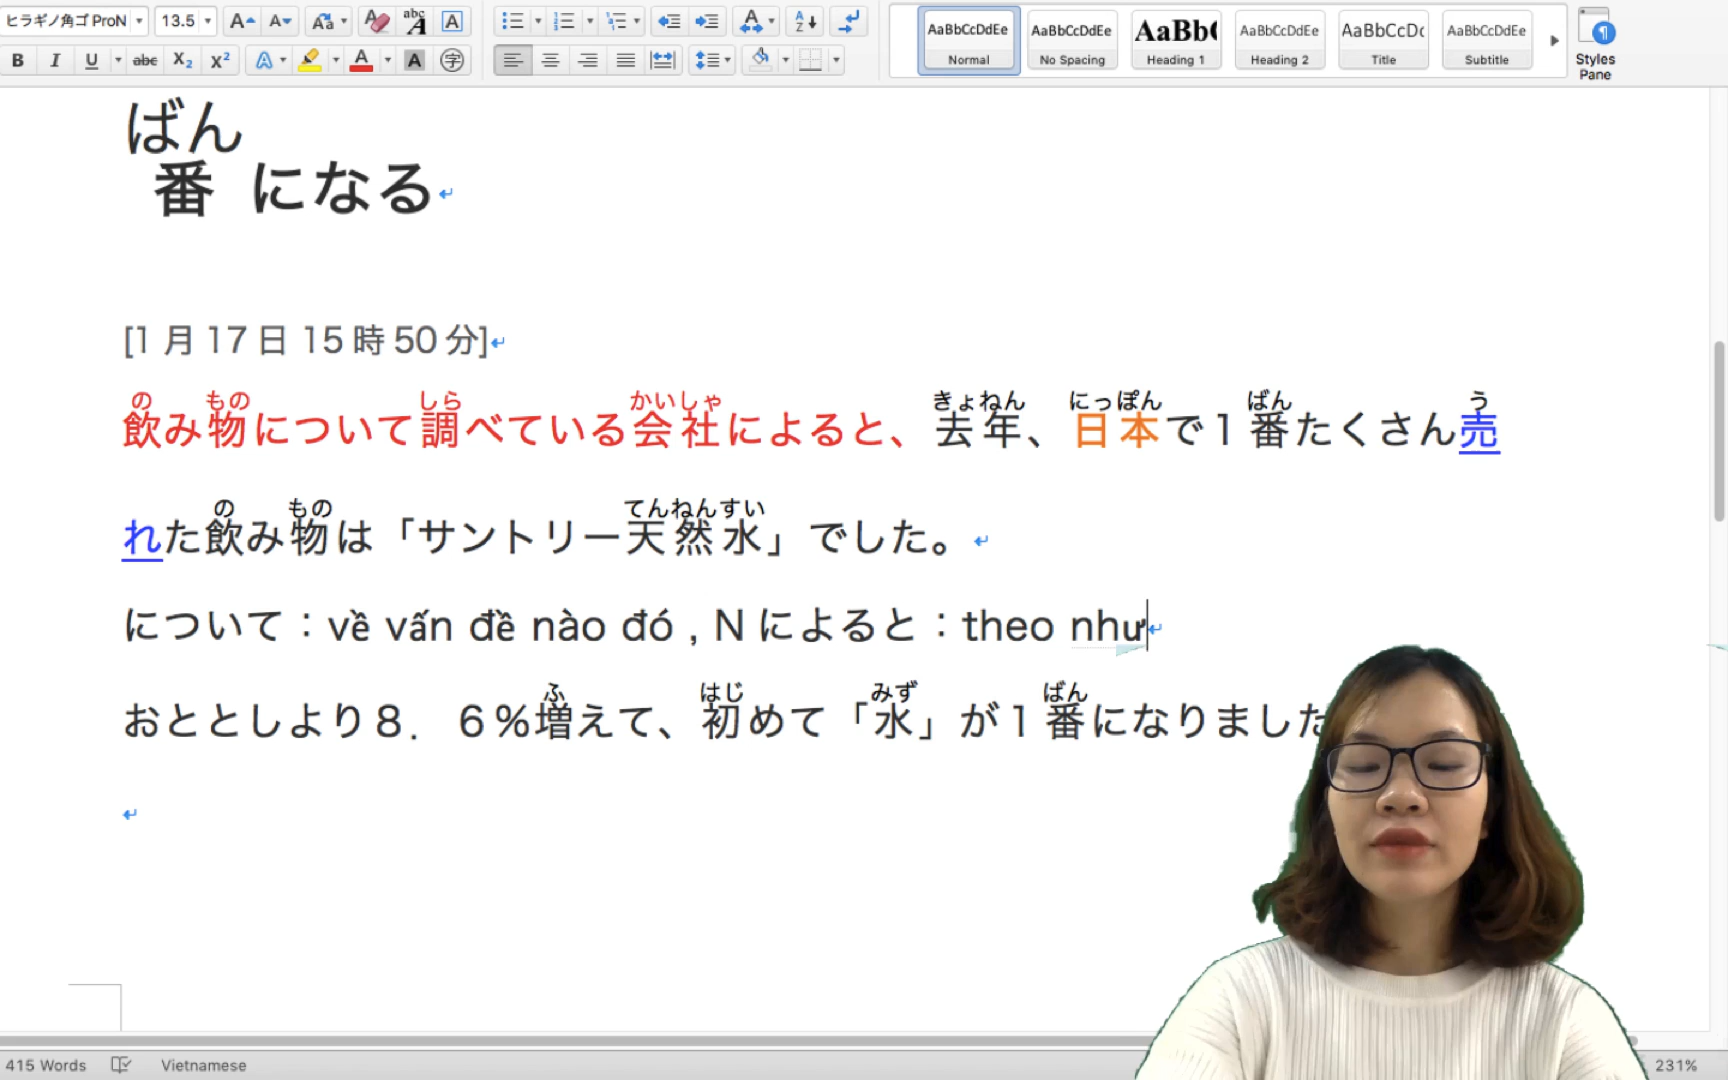 ヒラギノ角ゴ ProN 13.5
AaBbCcDdEe AaBbCcDdEe AaBb( AaBbCcDdEe AaBbCcDc AaBbCcDdEe
Normal No Spacing Heading 1 Heading 2 Title Subtitle Styles Pane
ばん
番 になる
[1 月 17 日 15 時 50 分]
の もの しら かいしゃ きょねん にっぽん ばん う
飲み物について調べている会社によると、去年、日本で１番たくさん売
の もの てんねんすい
れた飲み物は「サントリー天然水」でした。
について：về vấn đề nào đó , N によると：theo như
ふ はじ みず ばん
おととしより８．６％増えて、初めて「水」が１番になりました
415 Words Vietnamese 231%